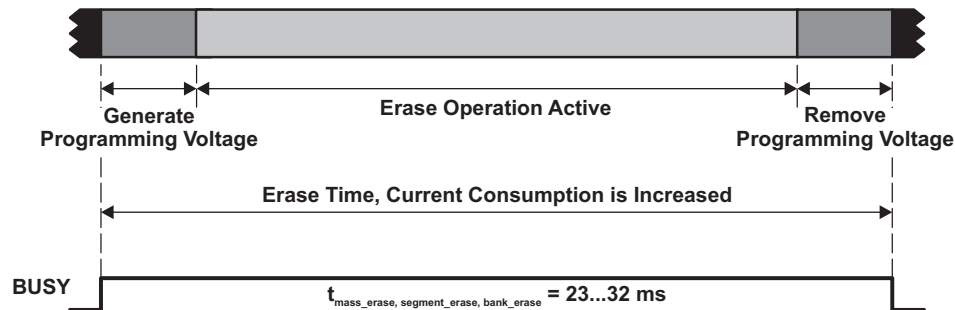 Generate
Programming Voltage
Erase Operation Active
Remove
Programming Voltage
Erase Time, Current Consumption is Increased
BUSY
t_mass_erase, segment_erase, bank_erase = 23...32 ms